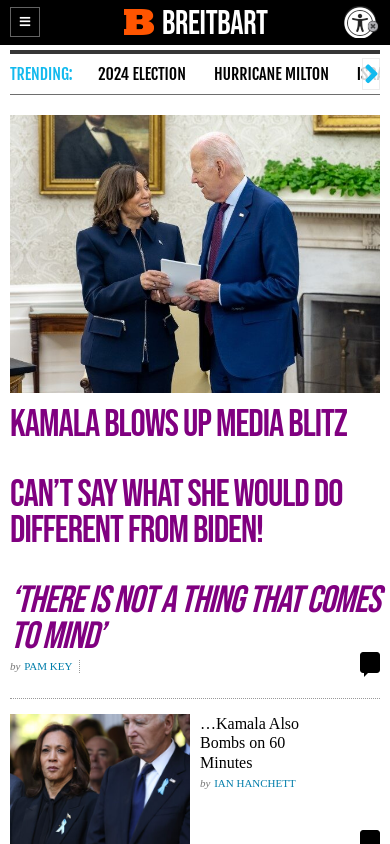 BREITBART
TRENDING: 2024 ELECTION HURRICANE MILTON
KAMALA BLOWS UP MEDIA BLITZ
CAN’T SAY WHAT SHE WOULD DO
DIFFERENT FROM BIDEN!
‘THERE IS NOT A THING THAT COMES
TO MIND’
by PAM KEY
…Kamala Also
Bombs on 60
Minutes
by IAN HANCHETT